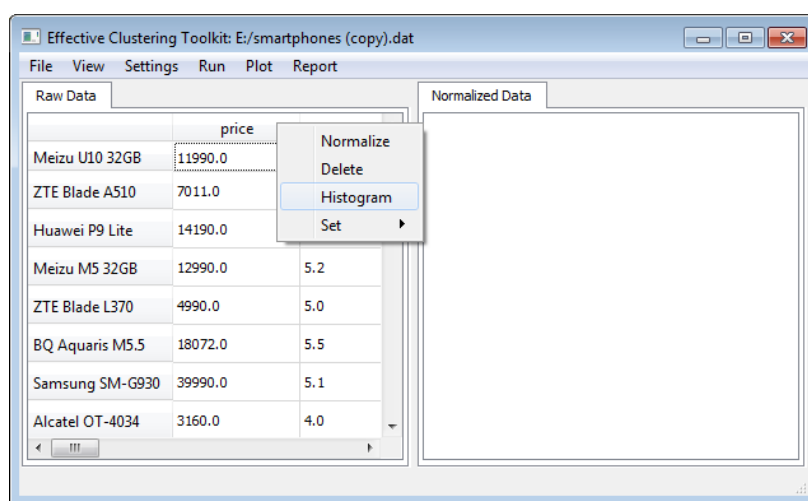 Effective Clustering Toolkit: E:/smartphones (copy).dat
File View Settings Run Plot Report
Raw Data
Normalized Data
price
Normalize
Delete
Histogram
Set
Meizu U10 32GB 11990.0
ZTE Blade A510 7011.0
Huawei P9 Lite 14190.0
Meizu M5 32GB 12990.0 5.2
ZTE Blade L370 4990.0 5.0
BQ Aquaris M5.5 18072.0 5.5
Samsung SM-G930 39990.0 5.1
Alcatel OT-4034 3160.0 4.0